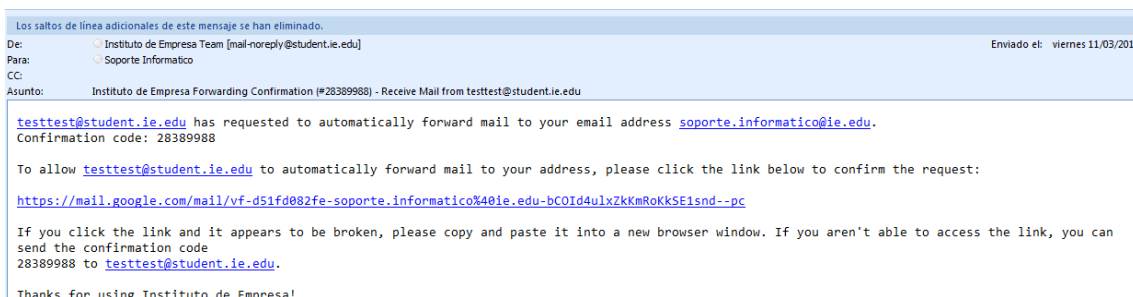 Los saltos de línea adicionales de este mensaje se han eliminado.
De: Instituto de Empresa Team [mail-noreply@student.ie.edu] Enviado el: viernes 11/03/201
Para: Soporte Informatico
CC:
Asunto: Instituto de Empresa Forwarding Confirmation (#28389988) - Receive Mail from testtest@student.ie.edu
testtest@student.ie.edu has requested to automatically forward mail to your email address soporte.informatico@ie.edu.
Confirmation code: 28389988
To allow testtest@student.ie.edu to automatically forward mail to your address, please click the link below to confirm the request:
https://mail.google.com/mail/vf-d51fd082fe-soporte.informatico%40ie.edu-bCOId4ulxZkKmRoKkSE1snd--pc
If you click the link and it appears to be broken, please copy and paste it into a new browser window. If you aren't able to access the link, you can
send the confirmation code
28389988 to testtest@student.ie.edu.
Thanks for using Instituto de Empresa!